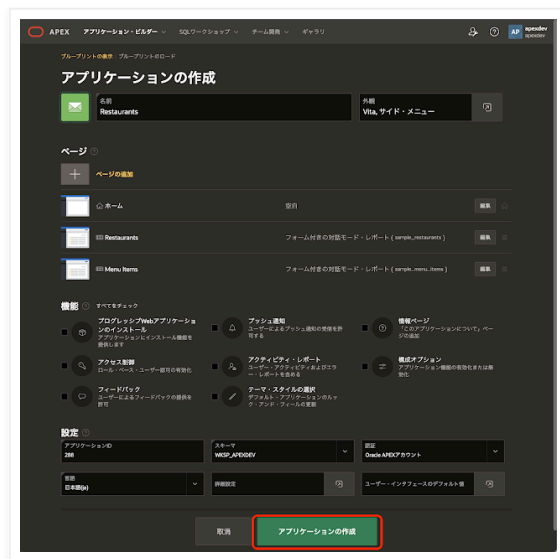 APEX アプリケーション・ビルダー SQLワークショップ チーム開発 ギャラリ AP apexdev
apexdev
ブループリントの表示 ブループリントのロード
アプリケーションの作成
名前 外観
Restaurants Vita, サイド・メニュー
ページ
ページの追加
ホーム 空白 編集
Restaurants フォーム付きの対話モード・レポート ( sample_restaurants ) 編集
Menu Items フォーム付きの対話モード・レポート ( sample_menu_items ) 編集
機能 すべてをチェック
プログレッシブWebアプリケーションのインストール
アプリケーションにインストール機能を提供します
プッシュ通知
ユーザーによるプッシュ通知の受信を許可する
情報ページ
「このアプリケーションについて」ページの追加
アクセス制御
ロール・ベース・ユーザー認可の有効化
アクティビティ・レポート
ユーザー・アクティビティおよびエラー・レポートを含める
構成オプション
アプリケーション機能の有効化または無効化
フィードバック
ユーザーによるフィードバックの提供を許可
テーマ・スタイルの選択
デフォルト・アプリケーションのルック・アンド・フィールの更新
設定
アプリケーションID スキーマ 認証
288 WKSP_APEXDEV Oracle APEXアカウント
言語
日本語(ja) 詳細設定 ユーザー・インタフェースのデフォルト値
取消 アプリケーションの作成